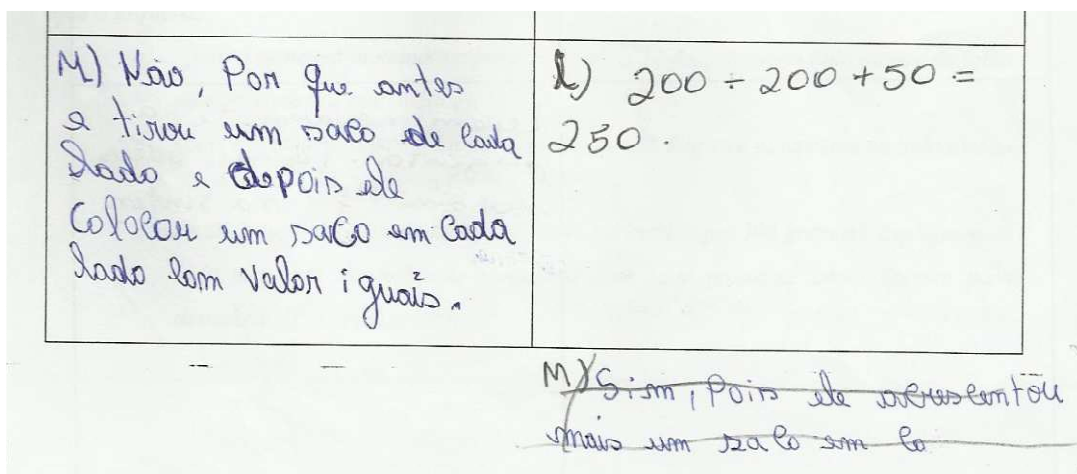 M) Não, Por que antes
e tirou um saco de cada
lado e depois ele
colocou um saco em cada
lado com valor iguais.
l) 200 ÷ 200 + 50 =
250.
M) Sim, Pois ele acrescentou
mais um saco em co